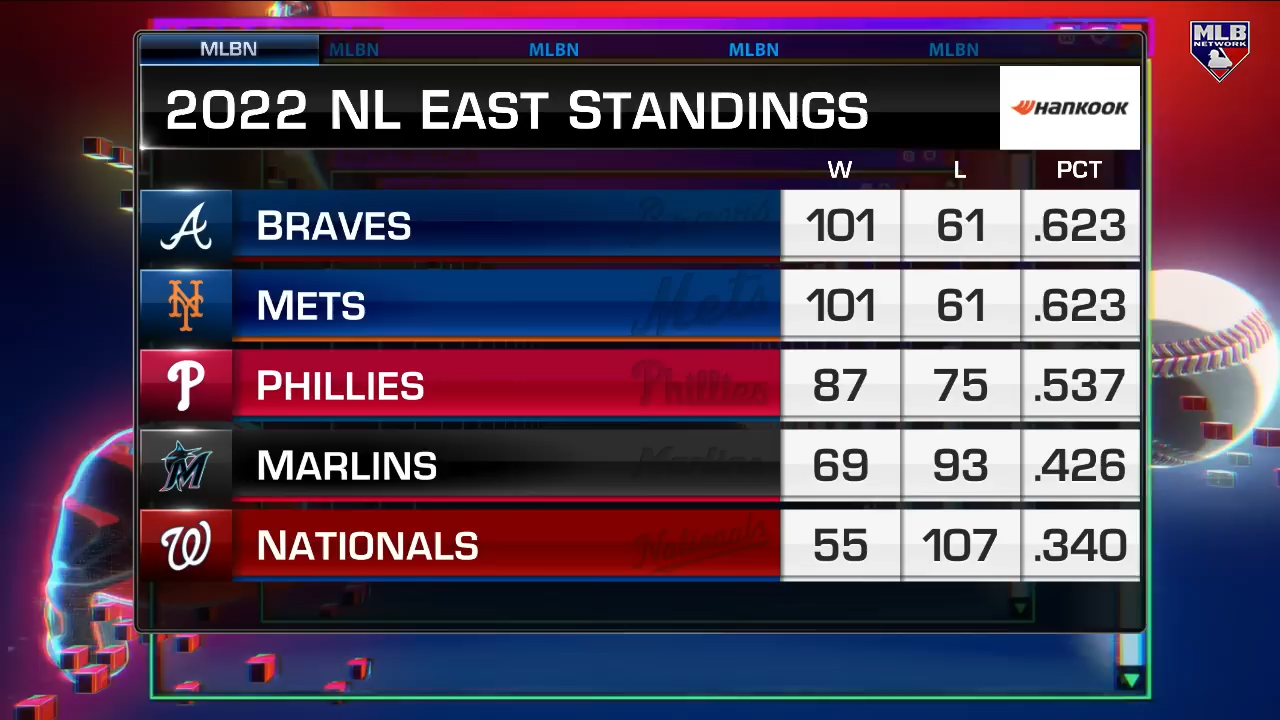 MLBN MLBN MLBN MLBN MLBN
MLB
NETWORK
2022 NL EAST STANDINGS
HANKOOK
W L PCT
BRAVES 101 61 .623
METS 101 61 .623
PHILLIES 87 75 .537
MARLINS 69 93 .426
NATIONALS 55 107 .340